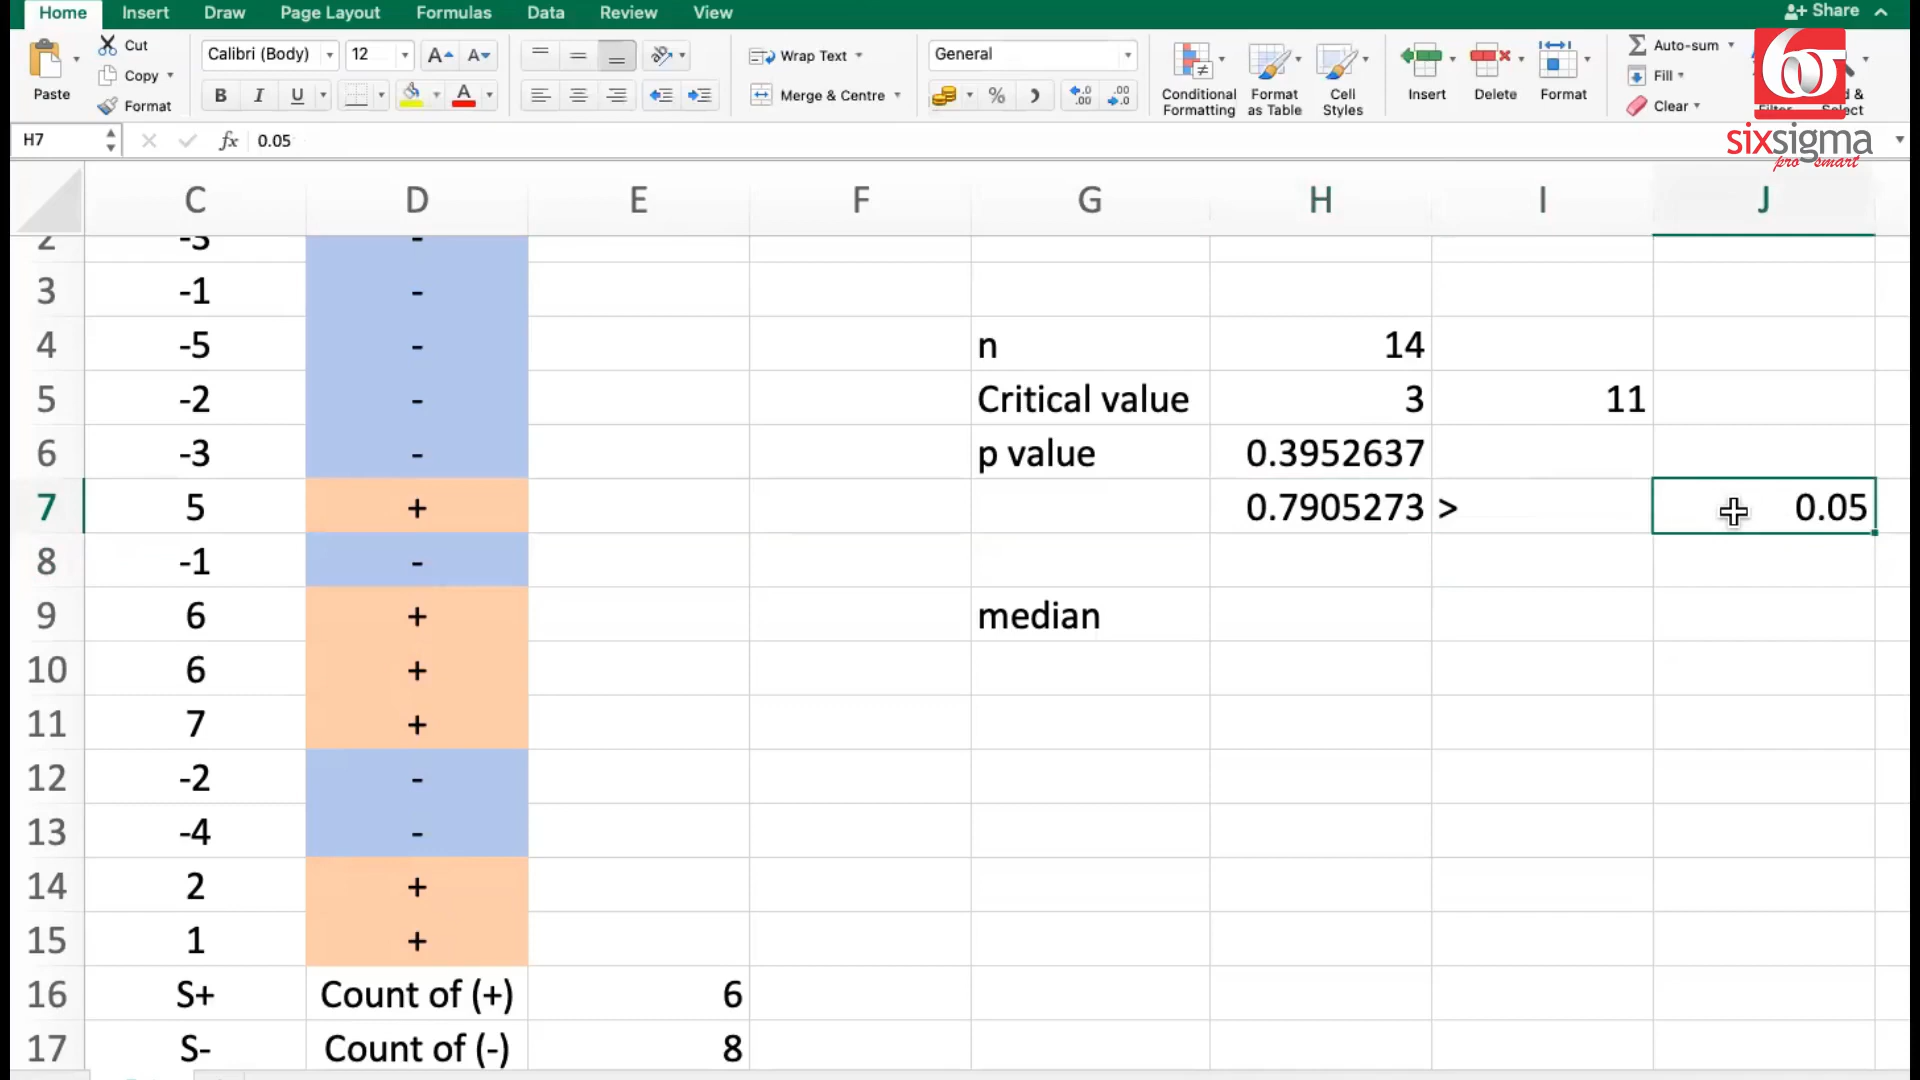 Home Insert Draw Page Layout Formulas Data Review View Share
Cut Calibri (Body) 12 A A Wrap Text General Auto-sum
Copy Fill
Paste Format B I U A Merge & Centre % Conditional Formatting Format as Table Cell Styles Insert Delete Format Clear
sixsigma
pro smart
H7 fx 0.05
C D E F G H I J
2 -3 -
3 -1 -
4 -5 - n 14
5 -2 - Critical value 3 11
6 -3 - p value 0.3952637
7 5 + 0.7905273 > 0.05
8 -1 -
9 6 + median
10 6 +
11 7 +
12 -2 -
13 -4 -
14 2 +
15 1 +
16 S+ Count of (+) 6
17 S- Count of (-) 8